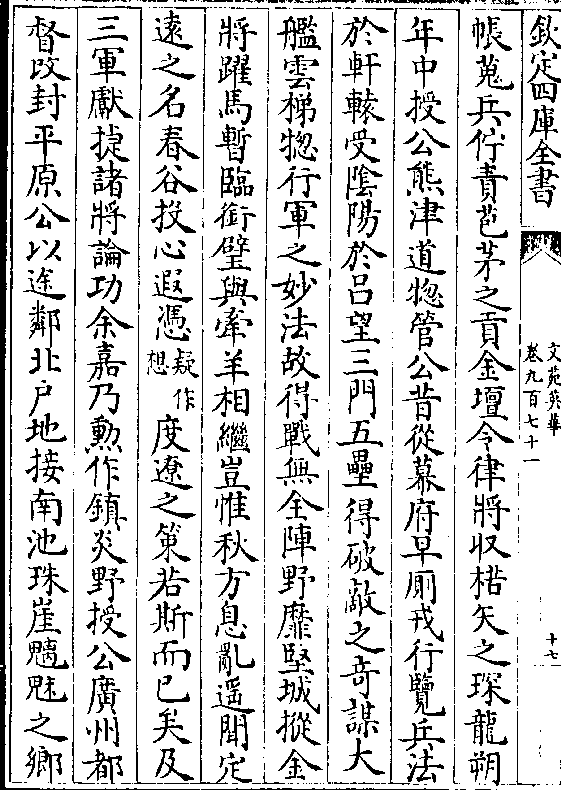 欽定四庫全書
文苑英華
卷九百七十一
十七
帳蒐兵佇責苞茅之貢金壇令律將收楛矢之琛龍朔
年中授公熊津道揔管公昔從幕府早厠戎行覽兵法
於軒轅受陰陽於吕望三門五壘得破敵之竒謀大
艦雲梯揔行軍之妙法故得戰無全陣野靡堅城摐金
將躍馬暫臨銜璧與牽羊相繼豈惟秋方息亂遥聞定
遠之名春谷投心遐憑疑作想度遼之策若斯而已矣及
三軍獻㨗諸將論功余嘉乃勲作鎮炎野授公廣州都
督改封平原公以途鄰北户地接南池珠崖魑魅之鄉